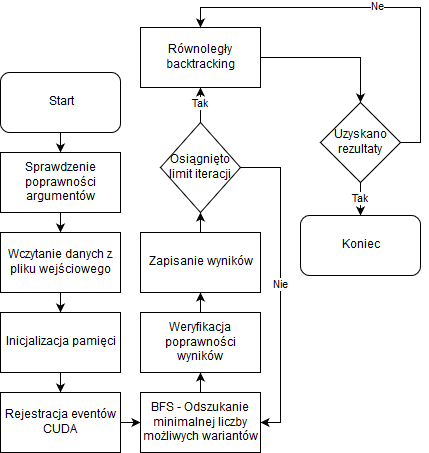 Start
Sprawdzenie
poprawności
argumentów
Wczytanie danych z
pliku wejściowego
Inicjalizacja pamięci
Rejestracja eventów
CUDA
BFS - Odszukanie
minimalnej liczby
możliwych wariantów
Weryfikacja
poprawności
wyników
Zapisanie wyników
Osiągnięto
limit iteracji
Nie
Tak
Równoległy
backtracking
Uzyskano
rezultaty
Ne
Tak
Koniec